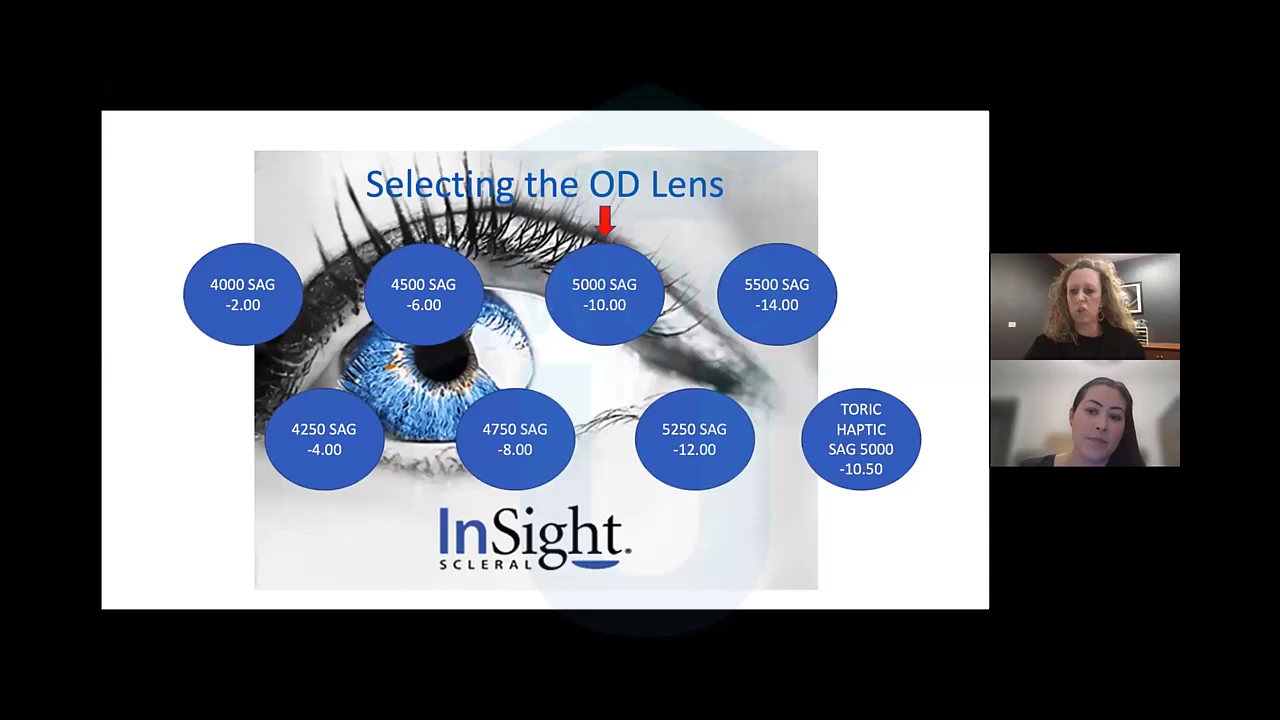 Selecting the OD Lens
4000 SAG
-2.00
4500 SAG
-6.00
5000 SAG
-10.00
5500 SAG
-14.00
4250 SAG
-4.00
4750 SAG
-8.00
5250 SAG
-12.00
TORIC
HAPTIC
SAG 5000
-10.50
InSight®
SCLERAL